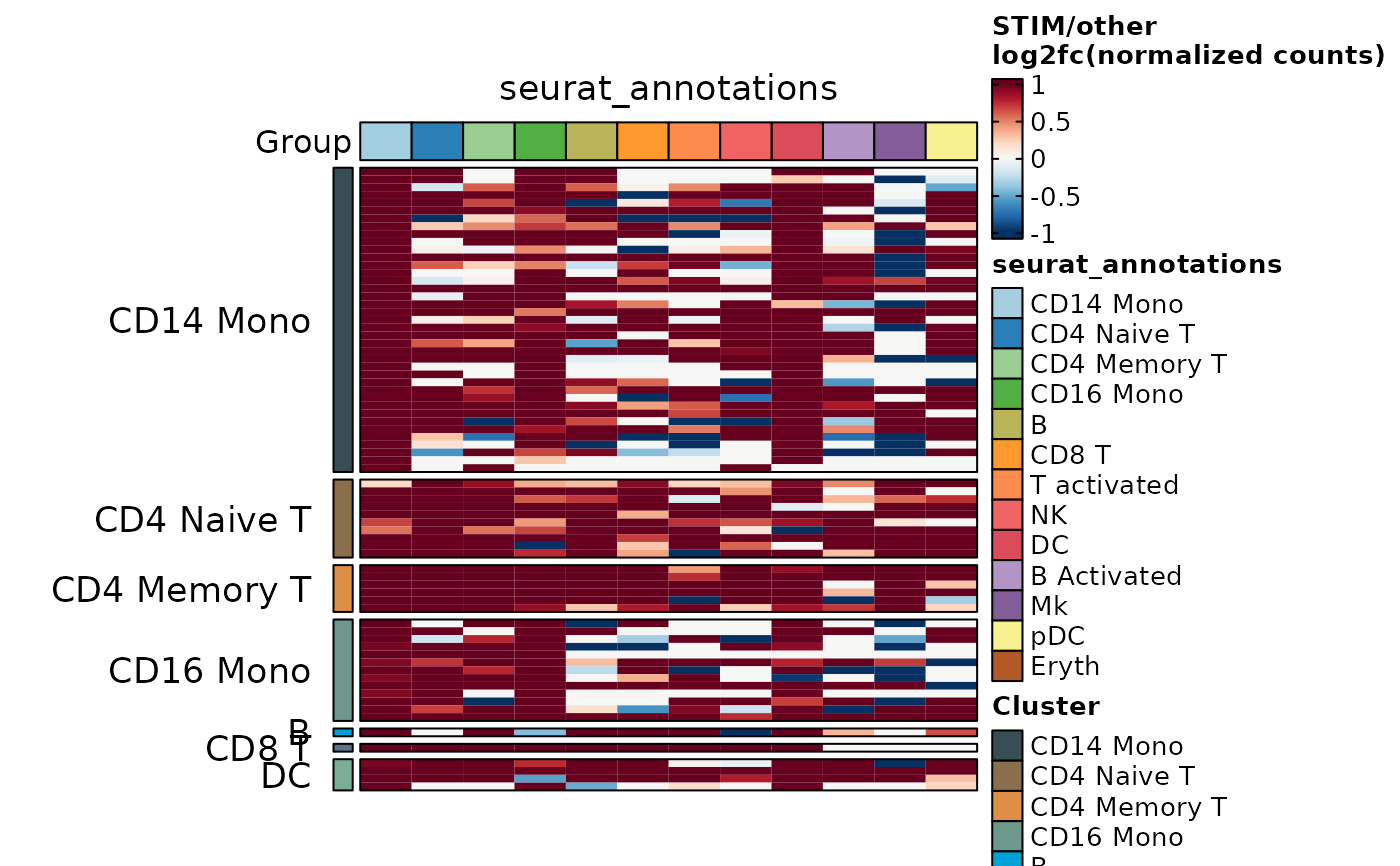 STIM/other
log2fc(normalized counts)
1
0.5
0
-0.5
-1
seurat_annotations
Group
CD14 Mono
CD4 Naive T
CD4 Memory T
CD16 Mono
B
CD8 T
DC
seurat_annotations
CD14 Mono
CD4 Naive T
CD4 Memory T
CD16 Mono
B
CD8 T
T activated
NK
DC
B Activated
Mk
pDC
Eryth
Cluster
CD14 Mono
CD4 Naive T
CD4 Memory T
CD16 Mono
B